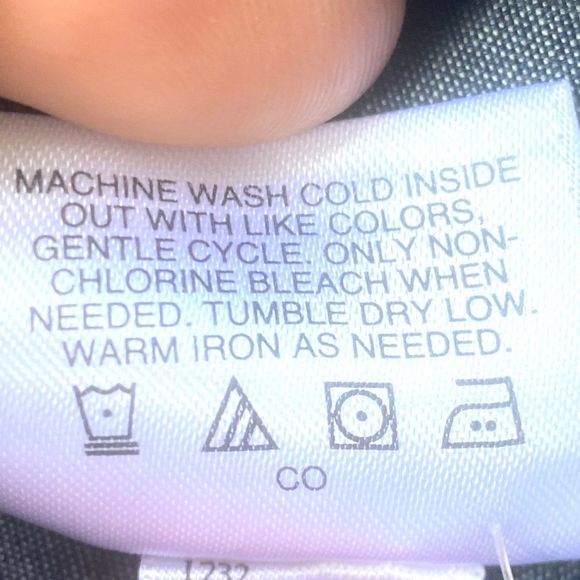 MACHINE WASH COLD INSIDE
OUT WITH LIKE COLORS,
GENTLE CYCLE. ONLY NON-
CHLORINE BLEACH WHEN
NEEDED. TUMBLE DRY LOW.
WARM IRON AS NEEDED.
CO
1232